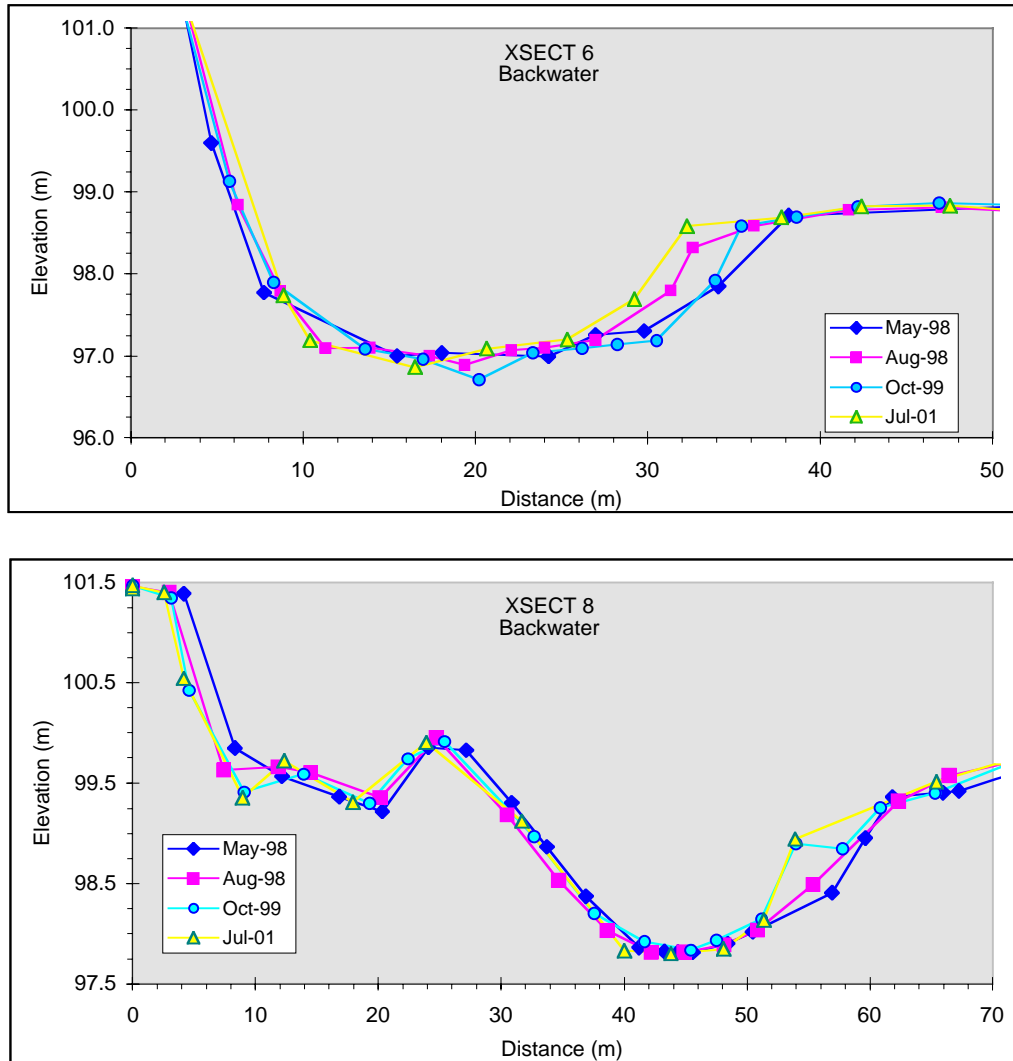 XSECT 6
Backwater
101.0
100.0
99.0
98.0
97.0
96.0
Elevation (m)
May-98
Aug-98
Oct-99
Jul-01
0 10 20 30 40 50
Distance (m)
XSECT 8
Backwater
101.5
100.5
99.5
98.5
97.5
Elevation (m)
May-98
Aug-98
Oct-99
Jul-01
0 10 20 30 40 50 60 70
Distance (m)